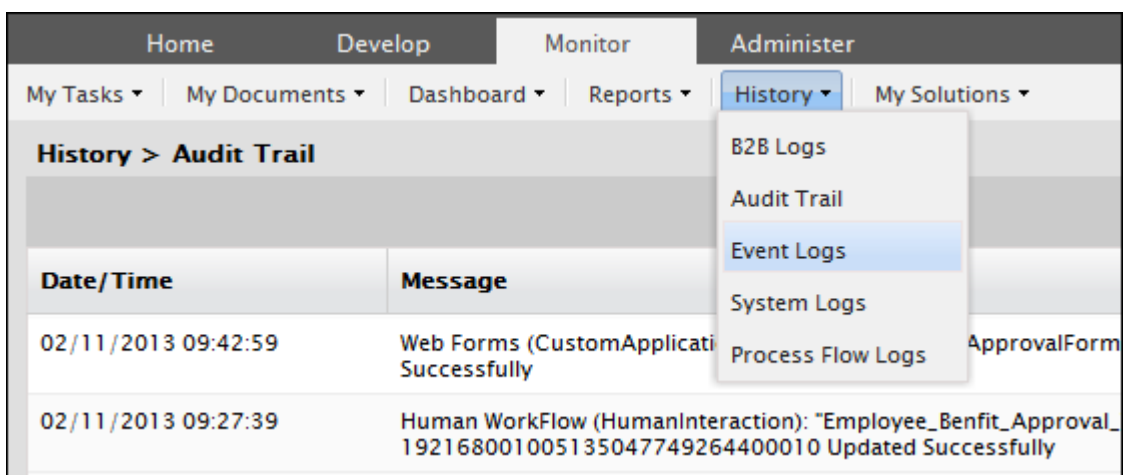 Home Develop Monitor Administer
My Tasks My Documents Dashboard Reports History My Solutions
History > Audit Trail
B2B Logs
Audit Trail
Event Logs
System Logs
Process Flow Logs
Date/Time Message
02/11/2013 09:42:59 Web Forms (CustomApplicati ApprovalForm
Successfully
02/11/2013 09:27:39 Human WorkFlow (HumanInteraction): "Employee_Benfit_Approval_
192168001005135047749264400010 Updated Successfully